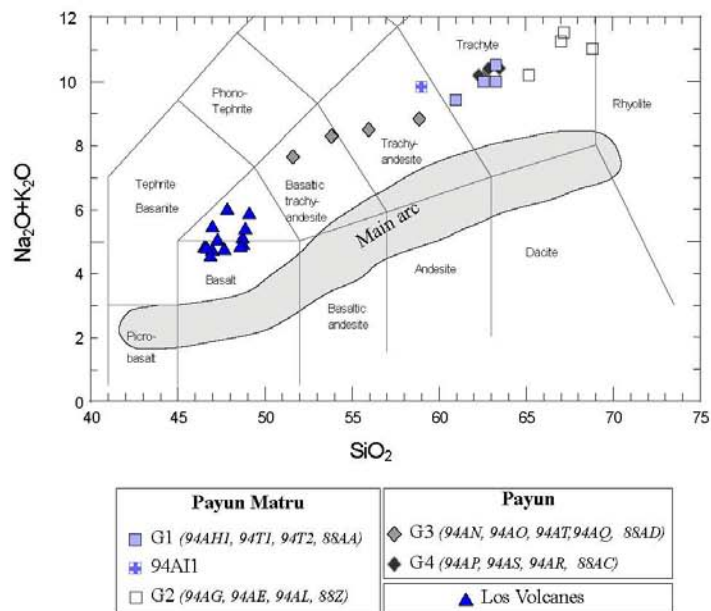 12
10
8
6
4
2
0
Na₂O+K₂O
Trachyte
Phono-
Tephrite
Rhyolite
Trachy-
andesite
Tephrite
Basanite
Basaltic
trachy-
andesite
Main arc
Basalt
Andesite
Dacite
Basaltic
andesite
Picro-
basalt
40 45 50 55 60 65 70 75
SiO₂
Payun Matru
G1 (94AH1, 94T1, 94T2, 88AA)
94AI1
G2 (94AG, 94AE, 94AL, 88Z)
Payun
G3 (94AN, 94AO, 94AT,94AQ, 88AD)
G4 (94AP, 94AS, 94AR, 88AC)
Los Volcanes